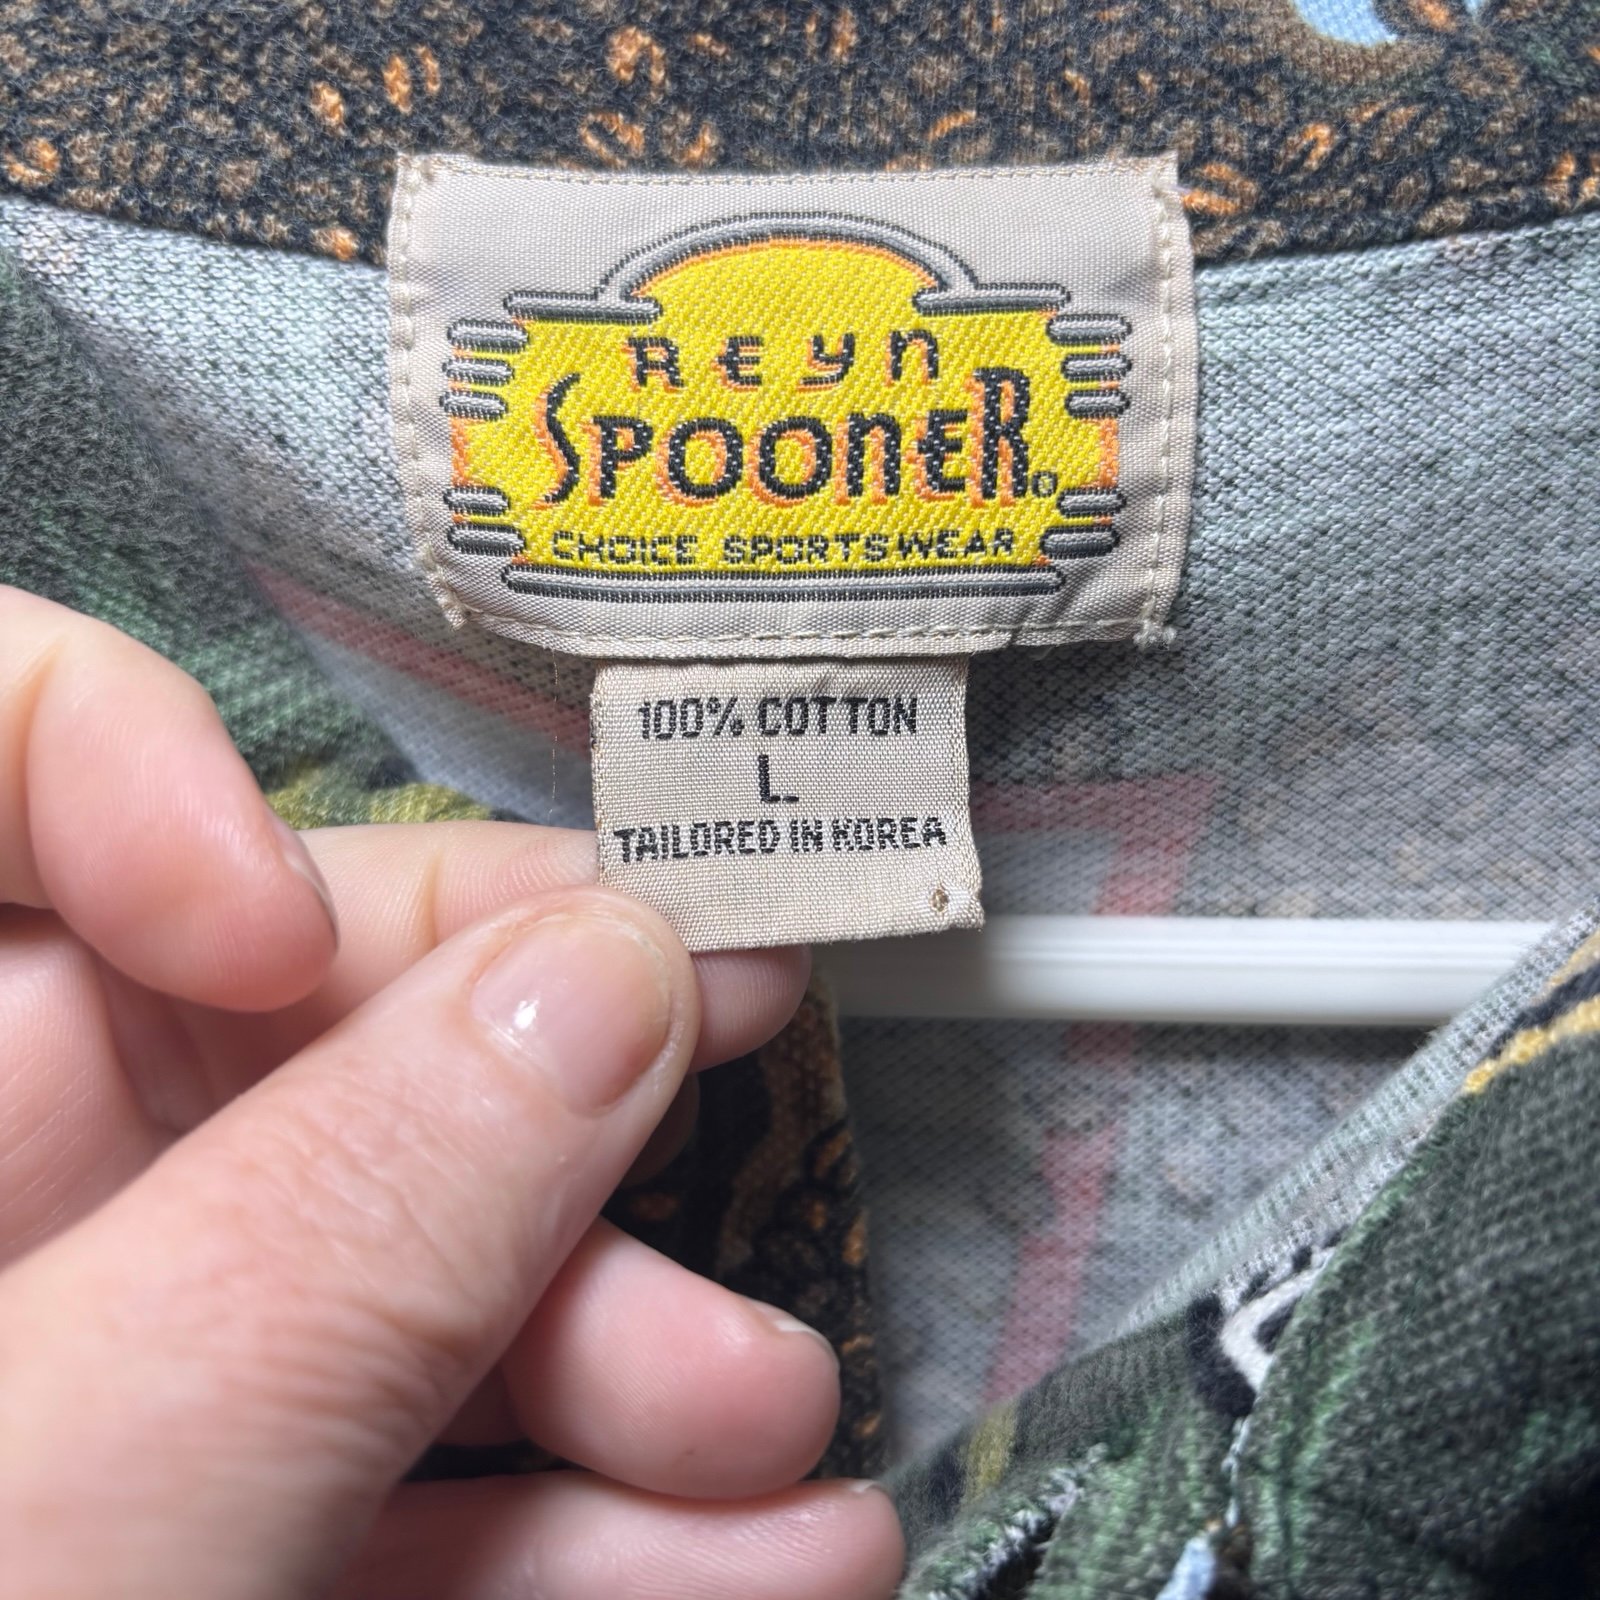 REYN
SPOONER®
CHOICE SPORTSWEAR
100% COTTON
L
TAILORED IN KOREA